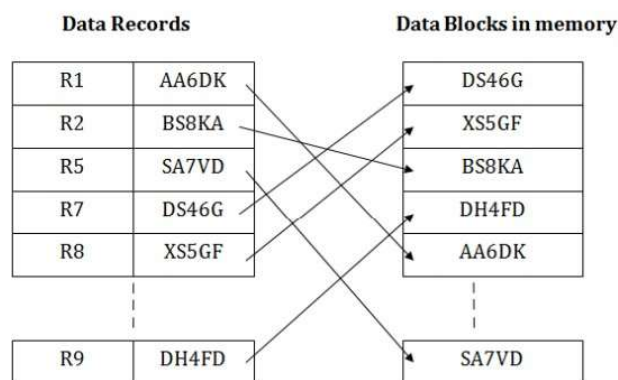 Data Records Data Blocks in memory
R1 AA6DK DS46G
R2 BS8KA XS5GF
R5 SA7VD BS8KA
R7 DS46G DH4FD
R8 XS5GF AA6DK
R9 DH4FD SA7VD